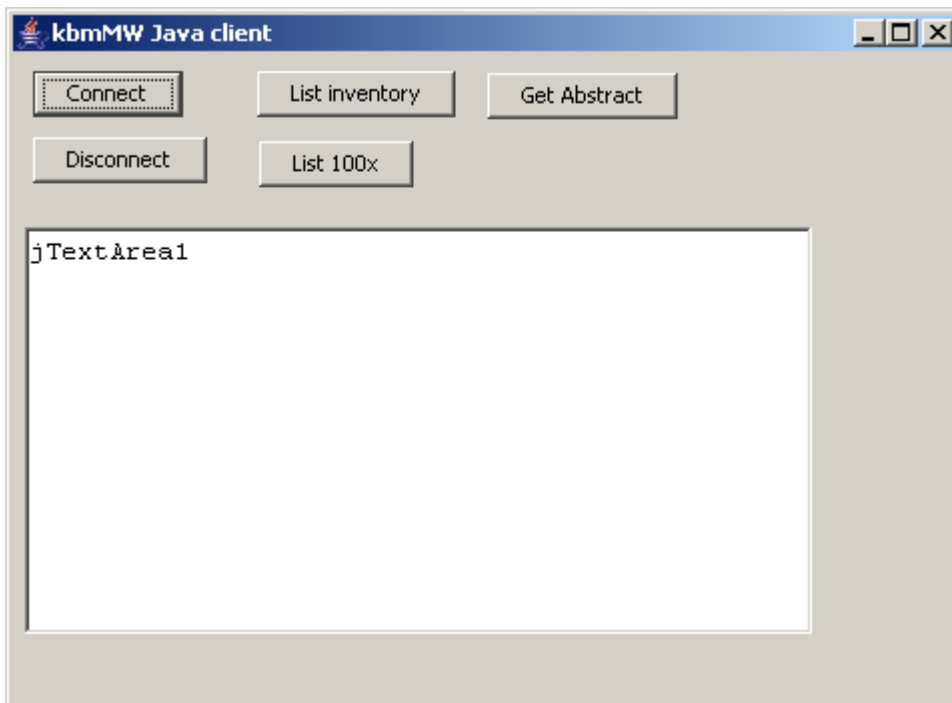 kbmMW Java client
Connect List inventory Get Abstract
Disconnect List 100x
jTextArea1